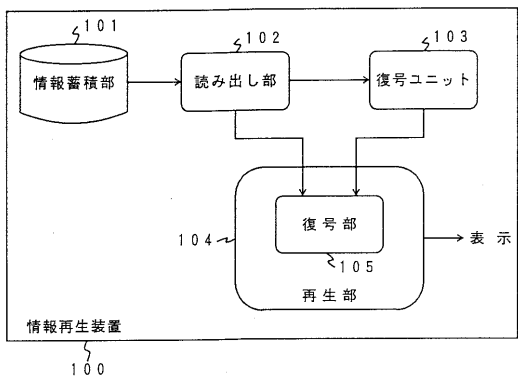 101
102
103
情報蓄積部
読み出し部
復号ユニット
復号部
104
105
表示
再生部
情報再生装置
100